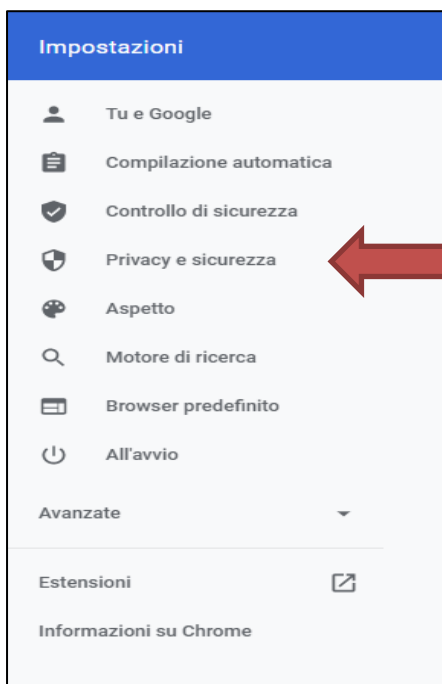 Impostazioni
Tu e Google
Compilazione automatica
Controllo di sicurezza
Privacy e sicurezza
Aspetto
Motore di ricerca
Browser predefinito
All'avvio
Avanzate
Estensioni
Informazioni su Chrome